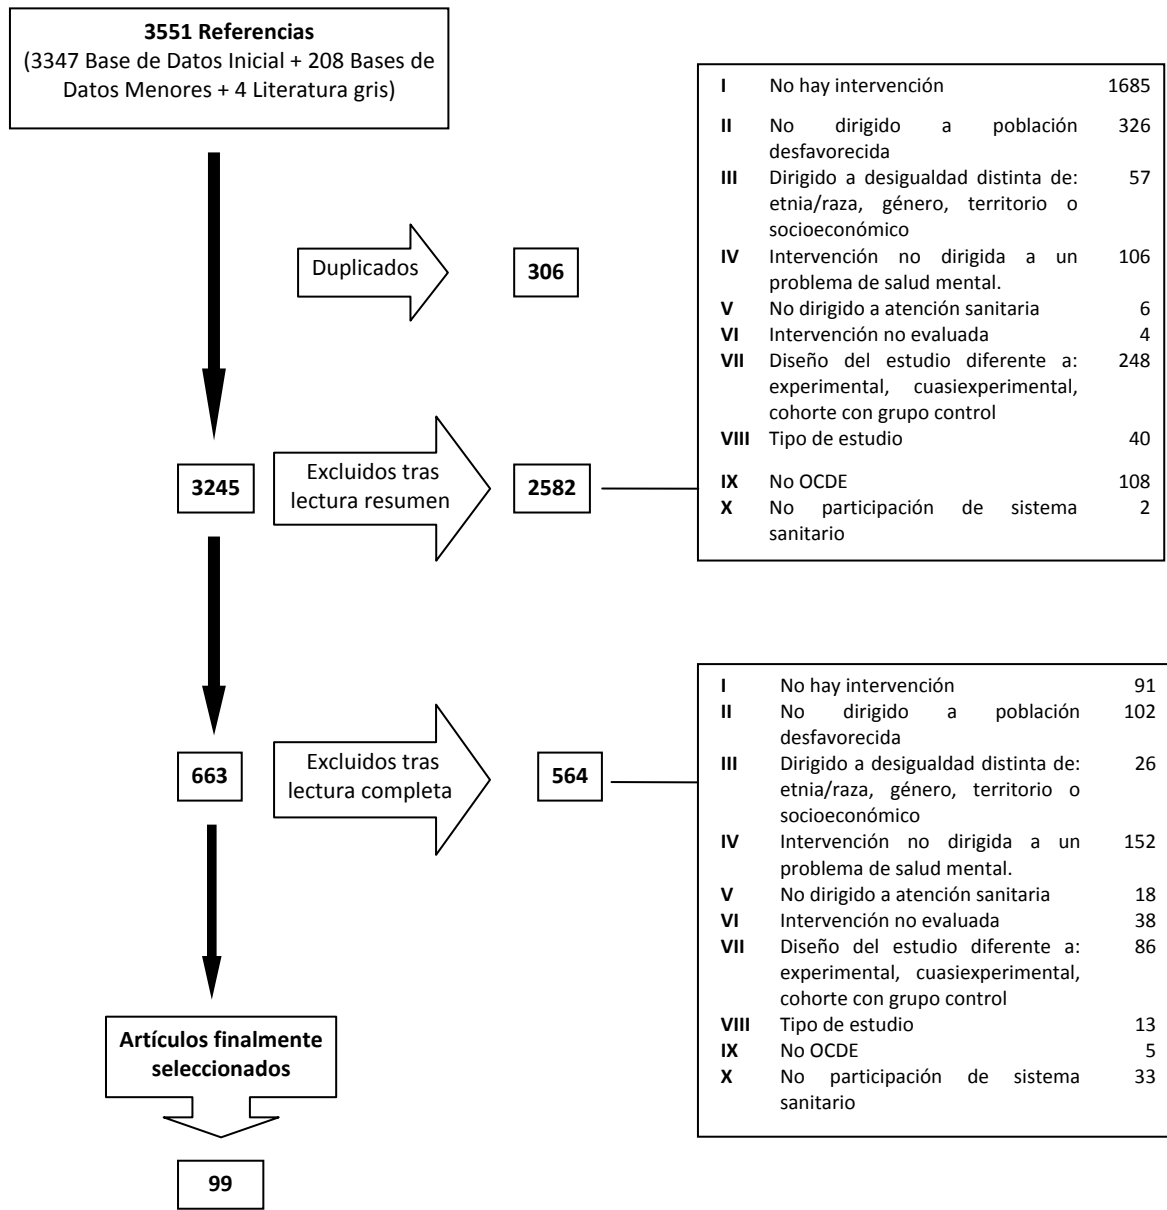 3551 Referencias
(3347 Base de Datos Inicial + 208 Bases de
Datos Menores + 4 Literatura gris)
I No hay intervención 1685
II No dirigido a población 326
desfavorecida
III Dirigido a desigualdad distinta de: 57
etnia/raza, género, territorio o
socioeconómico
IV Intervención no dirigida a un 106
problema de salud mental.
V No dirigido a atención sanitaria 6
VI Intervención no evaluada 4
VII Diseño del estudio diferente a: 248
experimental, cuasiexperimental,
cohorte con grupo control
VIII Tipo de estudio 40
IX No OCDE 108
X No participación de sistema 2
sanitario
Duplicados
306
3245
Excluidos tras
lectura resumen
2582
663
Excluidos tras
lectura completa
564
I No hay intervención 91
II No dirigido a población 102
desfavorecida
III Dirigido a desigualdad distinta de: 26
etnia/raza, género, territorio o
socioeconómico
IV Intervención no dirigida a un 152
problema de salud mental.
V No dirigido a atención sanitaria 18
VI Intervención no evaluada 38
VII Diseño del estudio diferente a: 86
experimental, cuasiexperimental,
cohorte con grupo control
VIII Tipo de estudio 13
IX No OCDE 5
X No participación de sistema 33
sanitario
Artículos finalmente
seleccionados
99